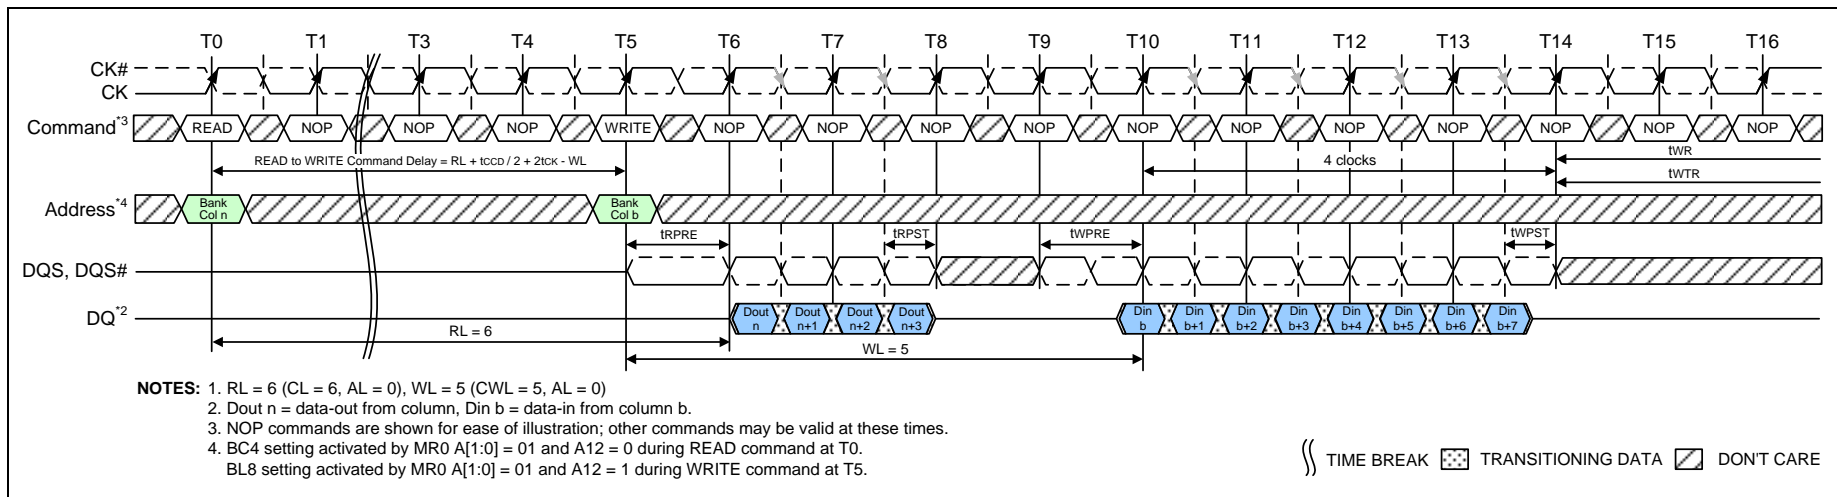 T0 T1 T3 T4 T5 T6 T7 T8 T9 T10 T11 T12 T13 T14 T15 T16
CK#
CK
Command*3 READ NOP NOP NOP WRITE NOP NOP NOP NOP NOP NOP NOP NOP NOP NOP NOP
READ to WRITE Command Delay = RL + tCCD / 2 + 2tCK - WL 4 clocks tWR
tWTR
Address*4 Bank Col n Bank Col b
tRPRE tRPST tWPRE tWPST
DQS, DQS#
DQ*2 Dout n Dout n+1 Dout n+2 Dout n+3 Din b Din b+1 Din b+2 Din b+3 Din b+4 Din b+5 Din b+6 Din b+7
RL = 6
WL = 5
NOTES: 1. RL = 6 (CL = 6, AL = 0), WL = 5 (CWL = 5, AL = 0)
2. Dout n = data-out from column, Din b = data-in from column b.
3. NOP commands are shown for ease of illustration; other commands may be valid at these times.
4. BC4 setting activated by MR0 A[1:0] = 01 and A12 = 0 during READ command at T0.
BL8 setting activated by MR0 A[1:0] = 01 and A12 = 1 during WRITE command at T5.
TIME BREAK TRANSITIONING DATA DON'T CARE